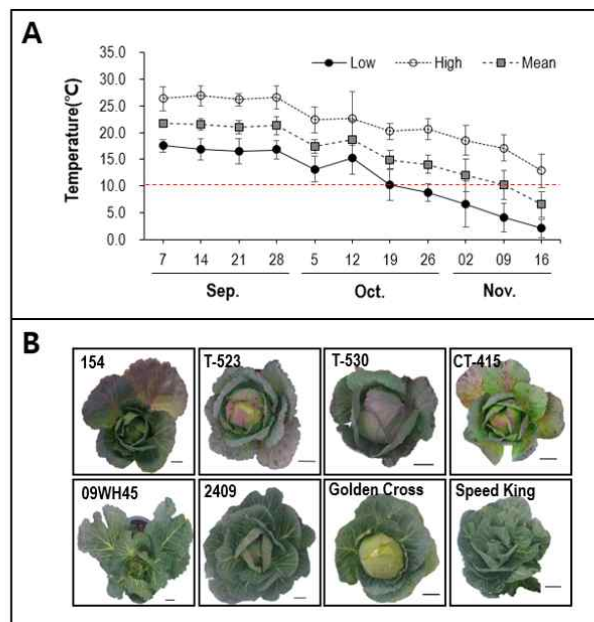 A
35.0
30.0
25.0
20.0
15.0
10.0
5.0
0.0
Temperature(°C)
Low High Mean
7 14 21 28 5 12 19 26 02 09 16
Sep. Oct. Nov.
B
154 T-523 T-530 CT-415
09WH45 2409 Golden Cross Speed King